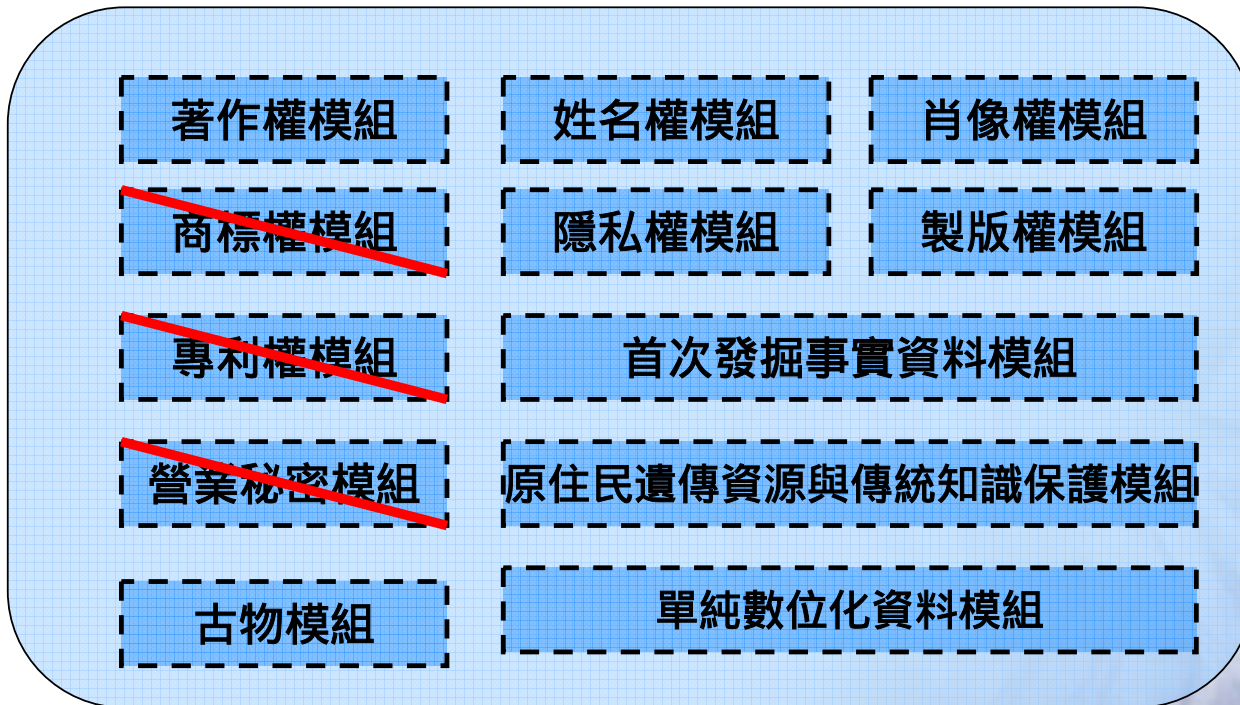 著作權模組
姓名權模組
肖像權模組
商標權模組
隱私權模組
製版權模組
專利權模組
首次發掘事實資料模組
營業秘密模組
原住民遺傳資源與傳統知識保護模組
古物模組
單純數位化資料模組